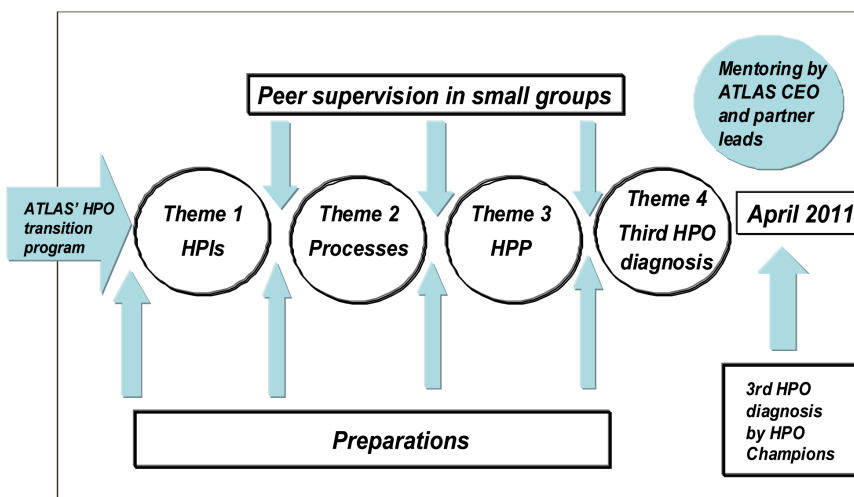 Mentoring by
ATLAS CEO
and partner
leads
Peer supervision in small groups
ATLAS' HPO
transition
program
Theme 1
HPIs
Theme 2
Processes
Theme 3
HPP
Theme 4
Third HPO
diagnosis
April 2011
3rd HPO
diagnosis
by HPO
Champions
Preparations